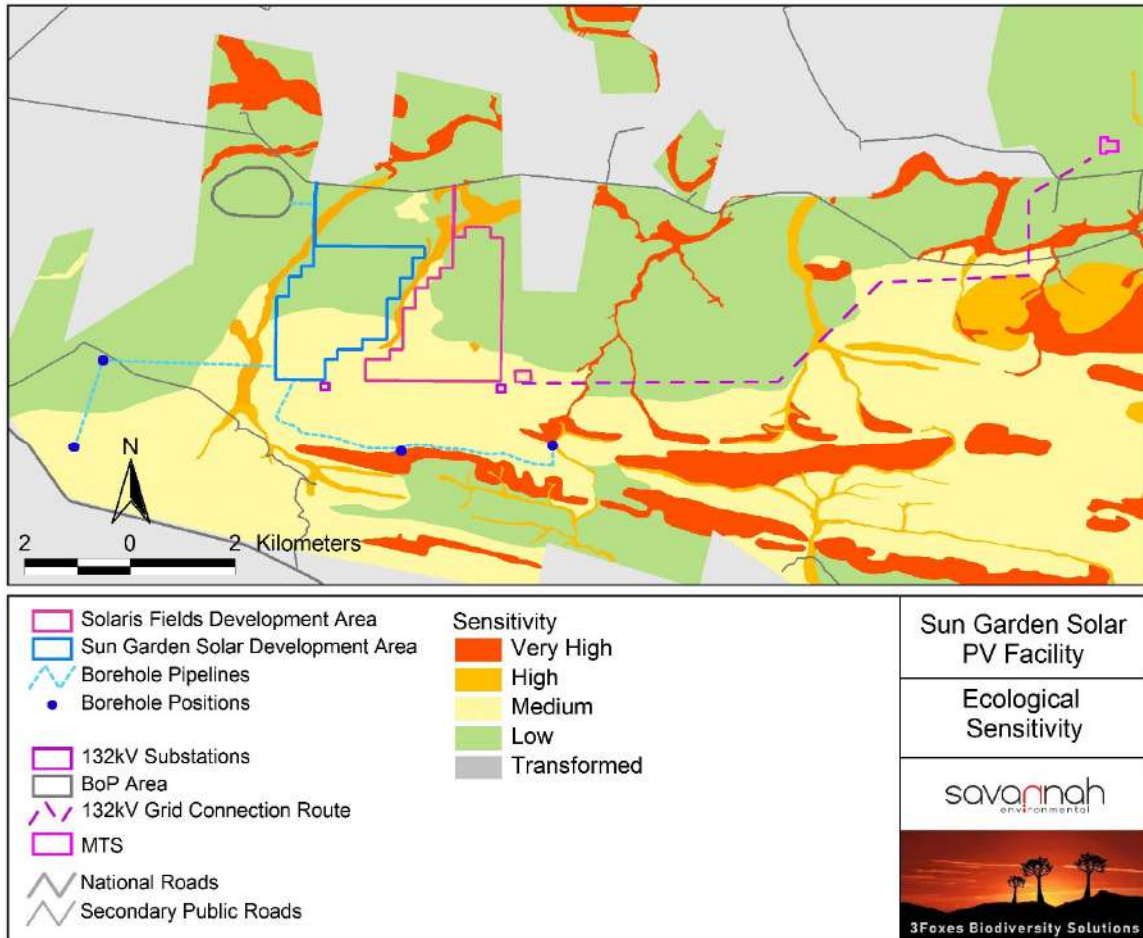 N
2 0 2 Kilometers
Solaris Fields Development Area
Sun Garden Solar Development Area
Borehole Pipelines
Borehole Positions
132kV Substations
BoP Area
132kV Grid Connection Route
MTS
National Roads
Secondary Public Roads
Sensitivity
Very High
High
Medium
Low
Transformed
Sun Garden Solar
PV Facility
Ecological
Sensitivity
savannah
environmental
3Foxes Biodiversity Solutions